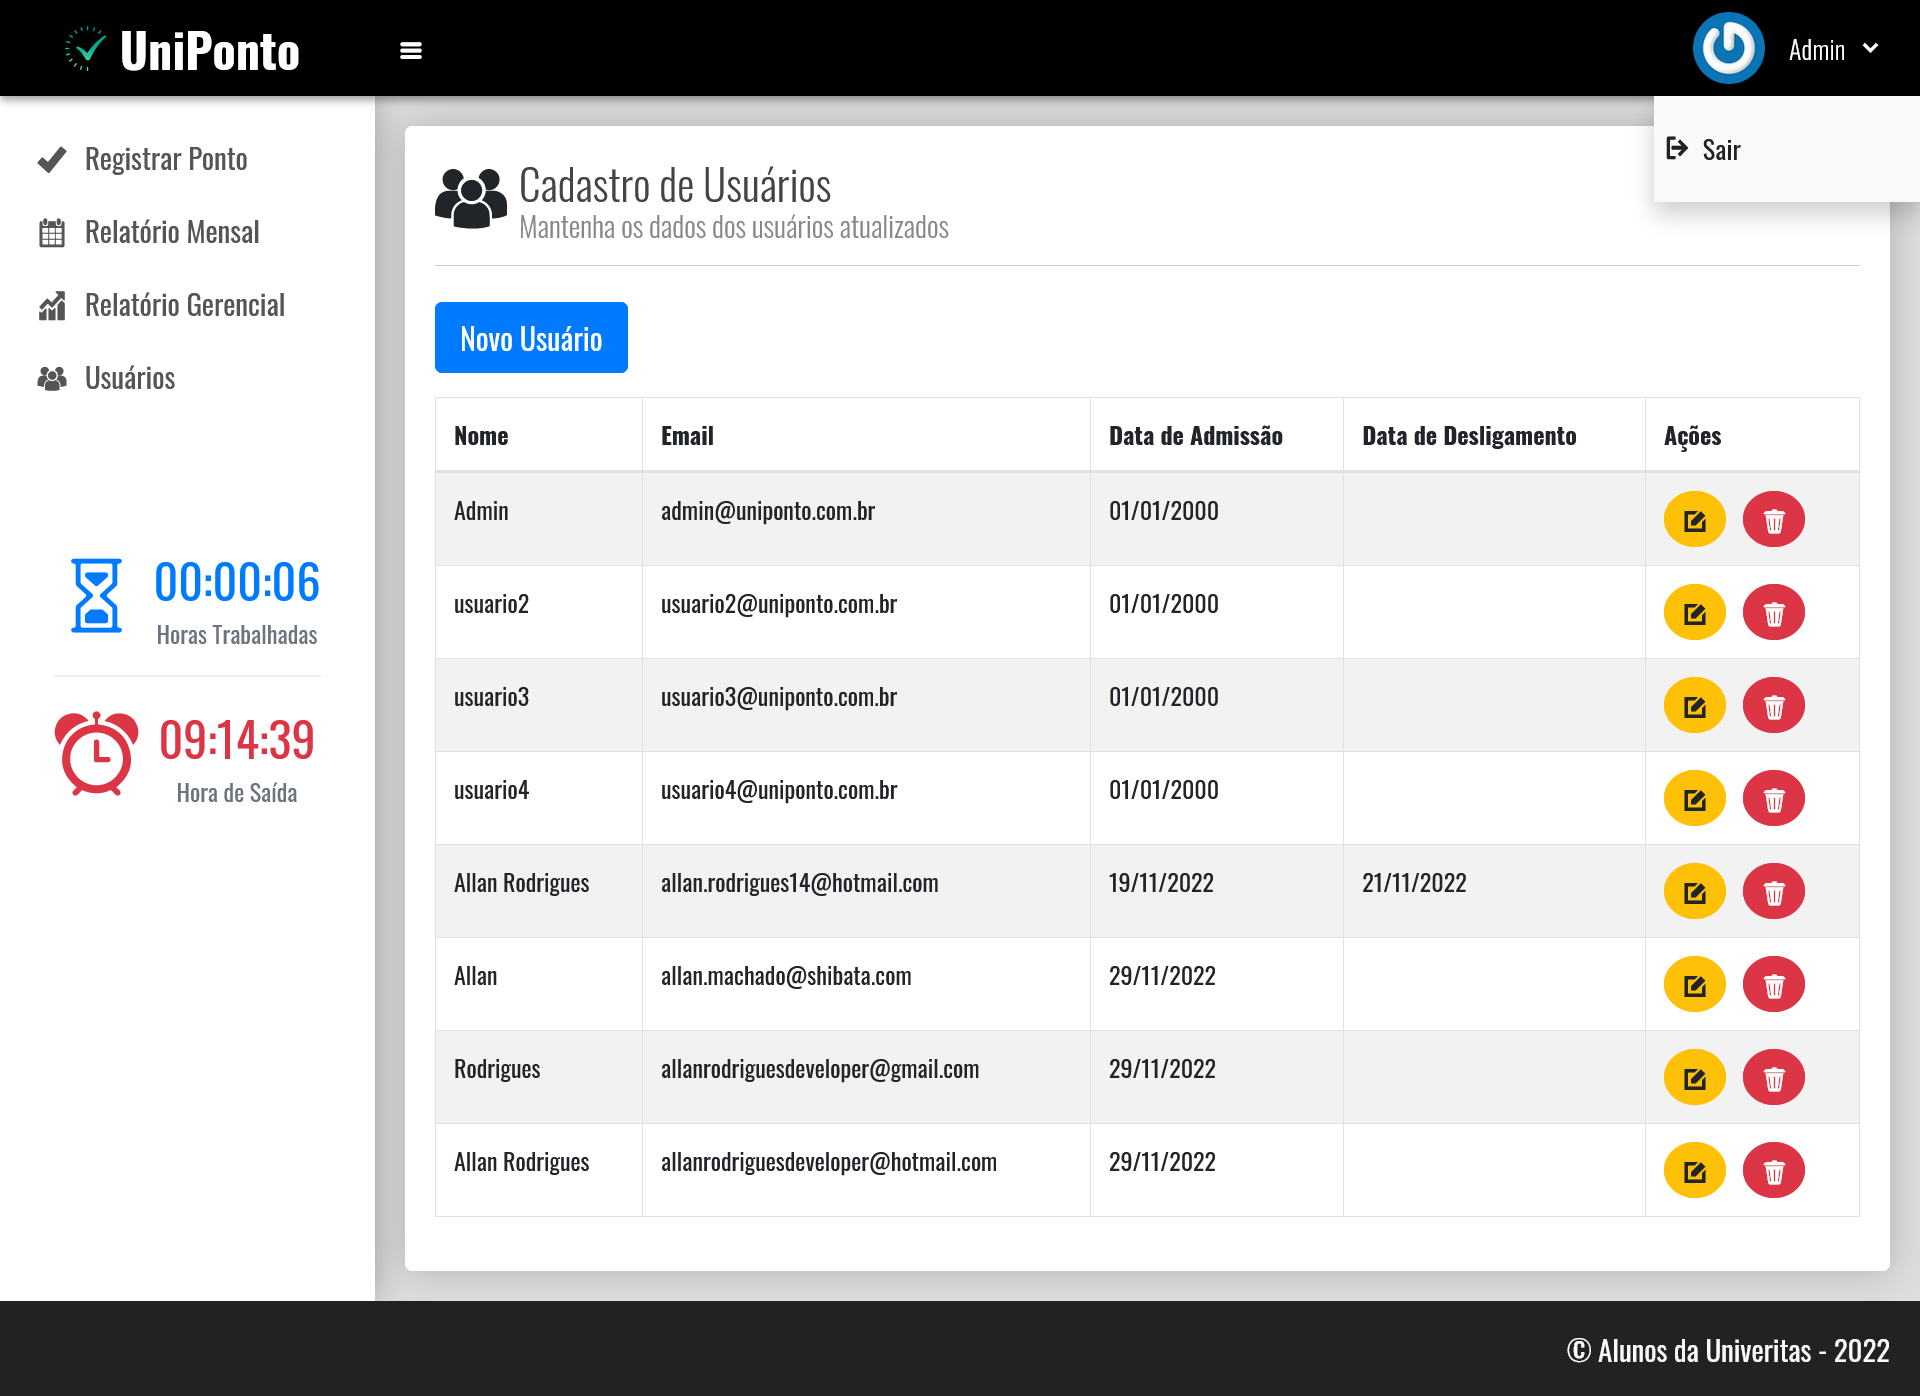 UniPonto
Admin
Sair
Registrar Ponto
Relatório Mensal
Relatório Gerencial
Usuários
00:00:06
Horas Trabalhadas
09:14:39
Hora de Saída
Cadastro de Usuários
Mantenha os dados dos usuários atualizados
Novo Usuário
Nome Email Data de Admissão Data de Desligamento Ações
Admin admin@uniponto.com.br 01/01/2000
usuario2 usuario2@uniponto.com.br 01/01/2000
usuario3 usuario3@uniponto.com.br 01/01/2000
usuario4 usuario4@uniponto.com.br 01/01/2000
Allan Rodrigues allan.rodrigues14@hotmail.com 19/11/2022 21/11/2022
Allan allan.machado@shibata.com 29/11/2022
Rodrigues allanrodriguesdeveloper@gmail.com 29/11/2022
Allan Rodrigues allanrodriguesdeveloper@hotmail.com 29/11/2022
© Alunos da Univeritas - 2022